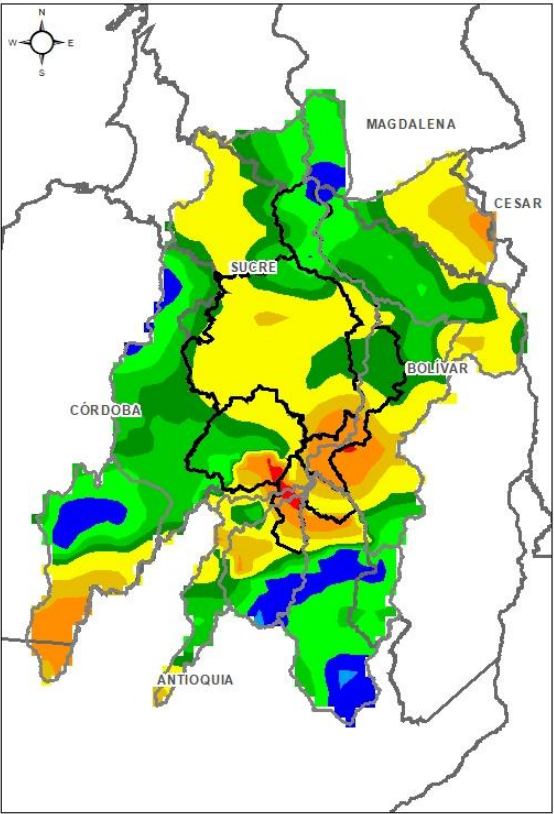 N
W E
S
MAGDALENA
CESAR
SUCRE
BOLÍVAR
CÓRDOBA
ANTIOQUIA